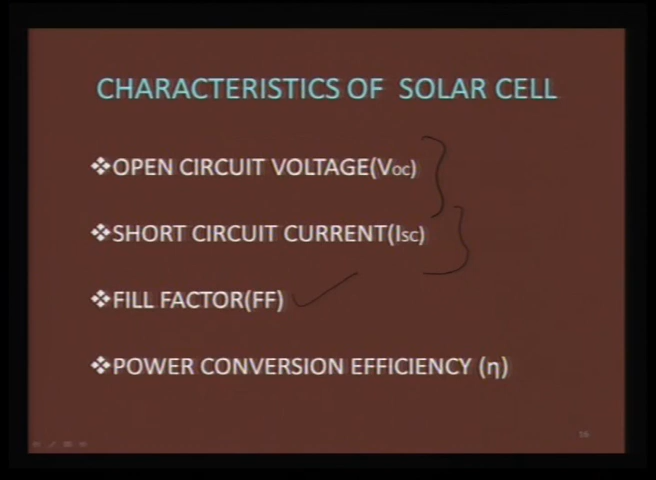 CHARACTERISTICS OF SOLAR CELL
❖OPEN CIRCUIT VOLTAGE(Voc)
❖SHORT CIRCUIT CURRENT(Isc)
❖FILL FACTOR(FF)
❖POWER CONVERSION EFFICIENCY (η)